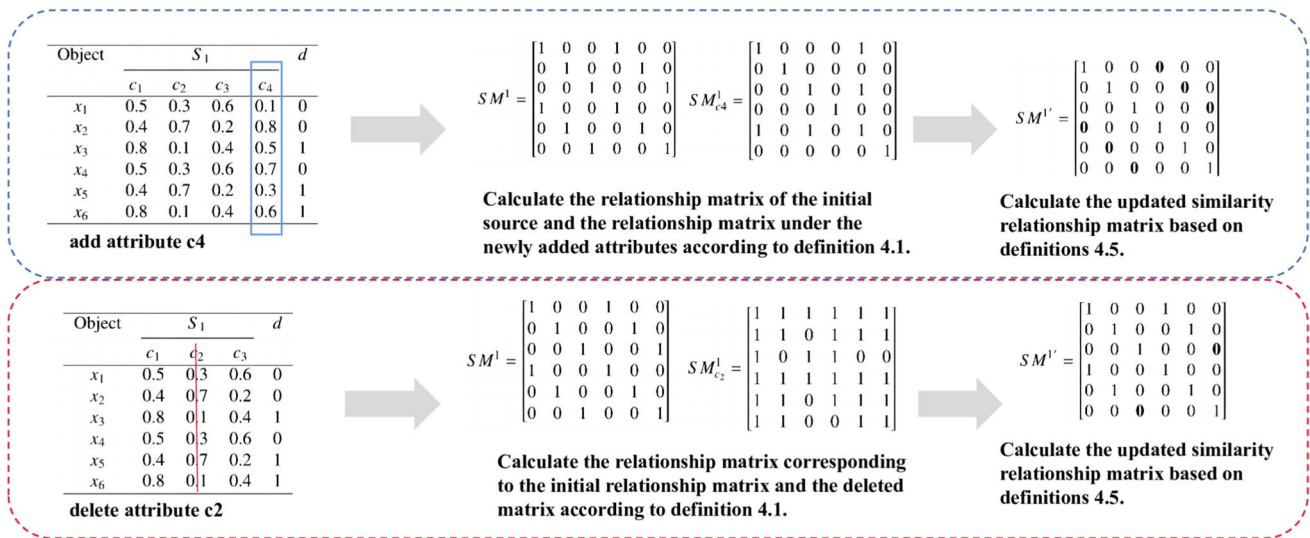 Object S1 d
c1 c2 c3 c4
x1 0.5 0.3 0.6 0.1 0
x2 0.4 0.7 0.2 0.8 0
x3 0.8 0.1 0.4 0.5 1
x4 0.5 0.3 0.6 0.7 0
x5 0.4 0.7 0.2 0.3 1
x6 0.8 0.1 0.4 0.6 1
add attribute c4
SM¹ =
1 0 0 1 0 0
0 1 0 0 1 0
0 0 1 0 0 1
1 0 0 1 0 0
0 1 0 0 1 0
0 0 1 0 0 1
SM¹c4 =
1 0 0 0 1 0
0 1 0 0 0 0
0 0 1 0 1 0
0 0 0 1 0 0
1 0 1 0 1 0
0 0 0 0 0 1
Calculate the relationship matrix of the initial
source and the relationship matrix under the
newly added attributes according to definition 4.1.
SM¹′ =
1 0 0 0 0 0
0 1 0 0 0 0
0 0 1 0 0 0
0 0 0 1 0 0
0 0 0 0 1 0
0 0 0 0 0 1
Calculate the updated similarity
relationship matrix based on
definitions 4.5.
Object S1 d
c1 c2 c3
x1 0.5 0.3 0.6 0
x2 0.4 0.7 0.2 0
x3 0.8 0.1 0.4 1
x4 0.5 0.3 0.6 0
x5 0.4 0.7 0.2 1
x6 0.8 0.1 0.4 1
delete attribute c2
SM¹ =
1 0 0 1 0 0
0 1 0 0 1 0
0 0 1 0 0 1
1 0 0 1 0 0
0 1 0 0 1 0
0 0 1 0 0 1
SM¹c2 =
1 1 1 1 1 1
1 1 0 1 1 1
1 0 1 1 0 0
1 1 1 1 1 1
1 1 0 1 1 1
1 1 0 0 1 1
Calculate the relationship matrix corresponding
to the initial relationship matrix and the deleted
matrix according to definition 4.1.
SM¹′ =
1 0 0 1 0 0
0 1 0 0 1 0
0 0 1 0 0 0
1 0 0 1 0 0
0 1 0 0 1 0
0 0 0 0 0 1
Calculate the updated similarity
relationship matrix based on
definitions 4.5.